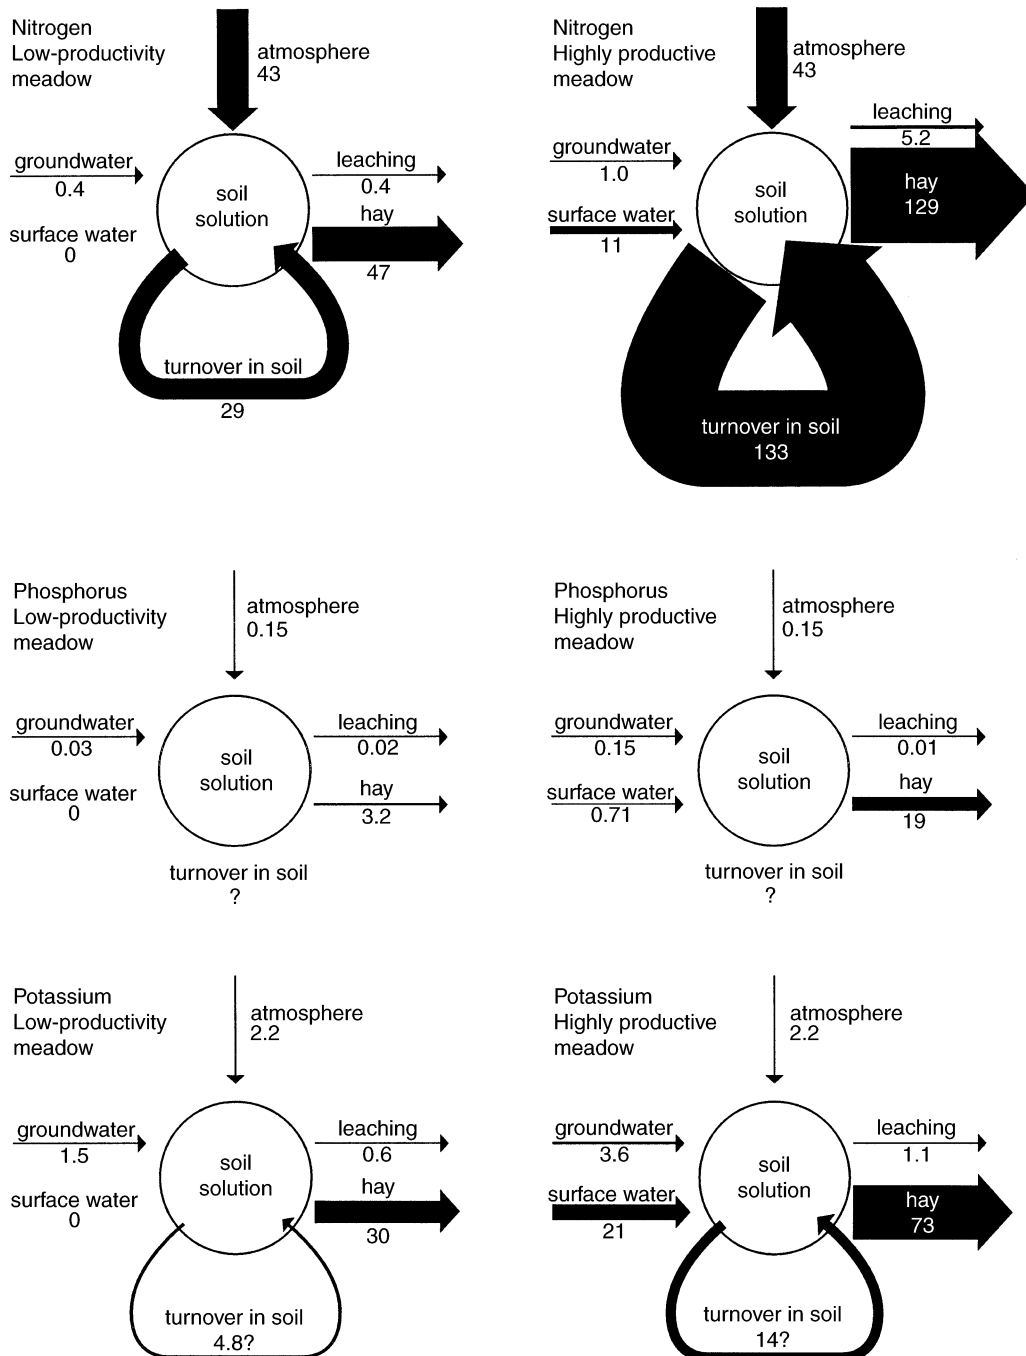 Nitrogen
Low-productivity
meadow
atmosphere
43
groundwater
0.4
surface water
0
soil
solution
leaching
0.4
hay
47
turnover in soil
29
Nitrogen
Highly productive
meadow
atmosphere
43
groundwater
1.0
surface water
11
soil
solution
leaching
5.2
hay
129
turnover in soil
133
Phosphorus
Low-productivity
meadow
atmosphere
0.15
groundwater
0.03
surface water
0
soil
solution
leaching
0.02
hay
3.2
turnover in soil
?
Phosphorus
Highly productive
meadow
atmosphere
0.15
groundwater
0.15
surface water
0.71
soil
solution
leaching
0.01
hay
19
turnover in soil
?
Potassium
Low-productivity
meadow
atmosphere
2.2
groundwater
1.5
surface water
0
soil
solution
leaching
0.6
hay
30
turnover in soil
4.8?
Potassium
Highly productive
meadow
atmosphere
2.2
groundwater
3.6
surface water
21
soil
solution
leaching
1.1
hay
73
turnover in soil
14?